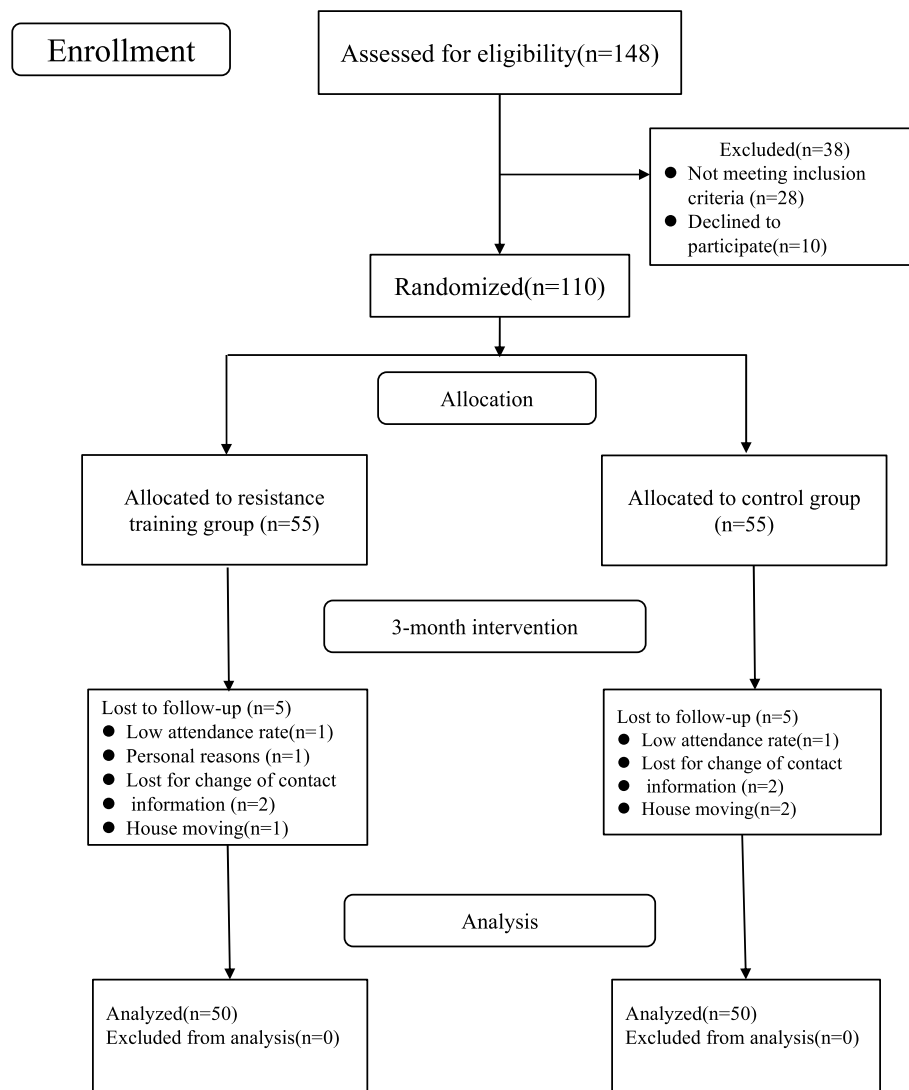 Enrollment
Assessed for eligibility(n=148)
Excluded(n=38)
● Not meeting inclusion
criteria (n=28)
● Declined to
participate(n=10)
Randomized(n=110)
Allocation
Allocated to resistance
training group (n=55)
Allocated to control group
(n=55)
3-month intervention
Lost to follow-up (n=5)
● Low attendance rate(n=1)
● Personal reasons (n=1)
● Lost for change of contact
● information (n=2)
● House moving(n=1)
Lost to follow-up (n=5)
● Low attendance rate(n=1)
● Lost for change of contact
● information (n=2)
● House moving(n=2)
Analysis
Analyzed(n=50)
Excluded from analysis(n=0)
Analyzed(n=50)
Excluded from analysis(n=0)